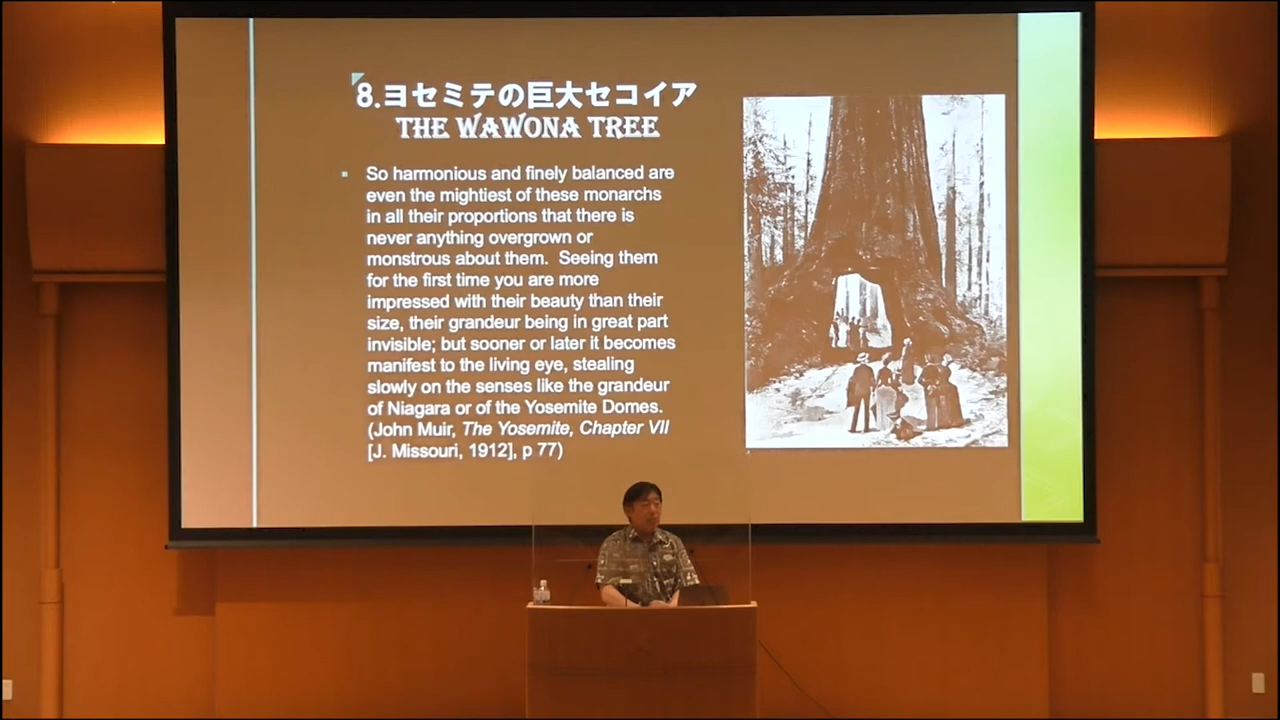 8.ヨセミテの巨大セコイア
THE WAWONA TREE
So harmonious and finely balanced are
even the mightiest of these monarchs
in all their proportions that there is
never anything overgrown or
monstrous about them. Seeing them
for the first time you are more
impressed with their beauty than their
size, their grandeur being in great part
invisible; but sooner or later it becomes
manifest to the living eye, stealing
slowly on the senses like the grandeur
of Niagara or of the Yosemite Domes.
(John Muir, The Yosemite, Chapter VII
[J. Missouri, 1912], p 77)